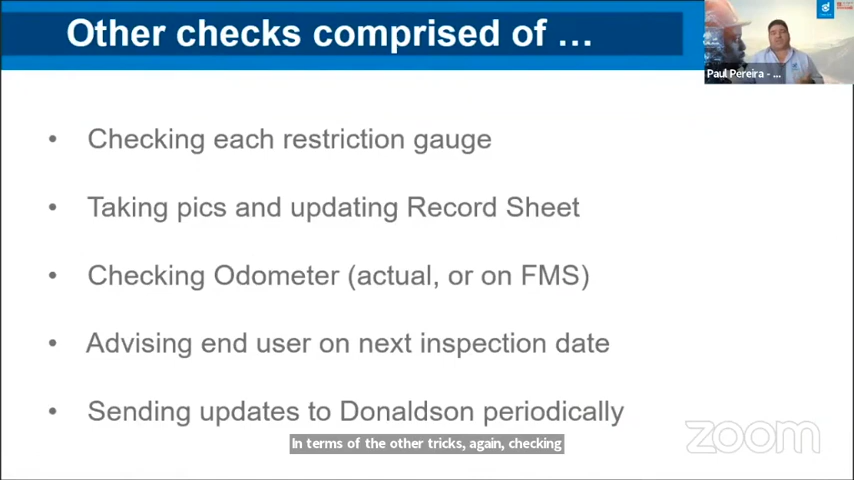 Other checks comprised of ...
Paul Pereira - ...
• Checking each restriction gauge
• Taking pics and updating Record Sheet
• Checking Odometer (actual, or on FMS)
• Advising end user on next inspection date
• Sending updates to Donaldson periodically
In terms of the other tricks, again, checking
zoom